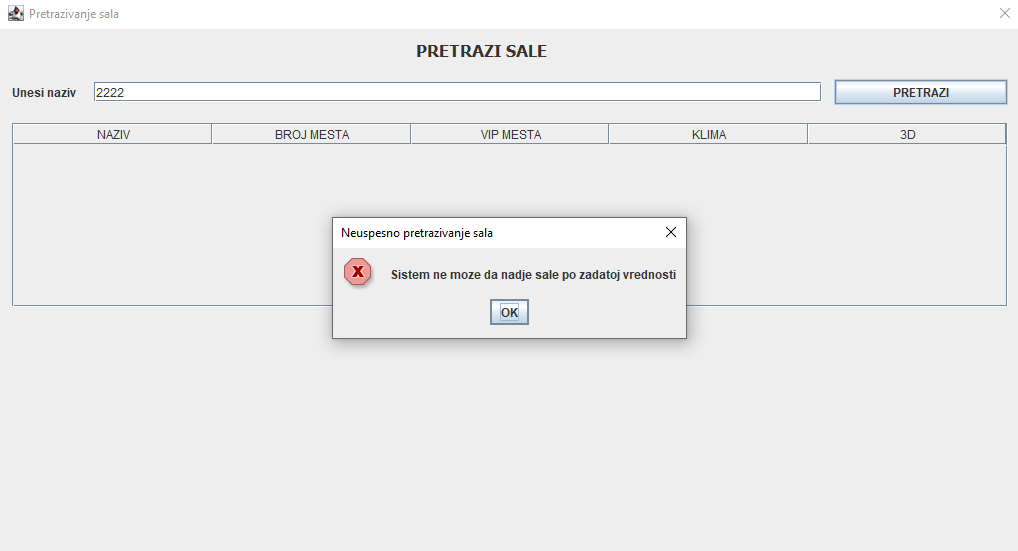 Pretrazivanje sala
PRETRAZI SALE
Unesi naziv 2222 PRETRAZI
NAZIV BROJ MESTA VIP MESTA KLIMA 3D
Neuspesno pretrazivanje sala
Sistem ne moze da nadje sale po zadatoj vrednosti
OK